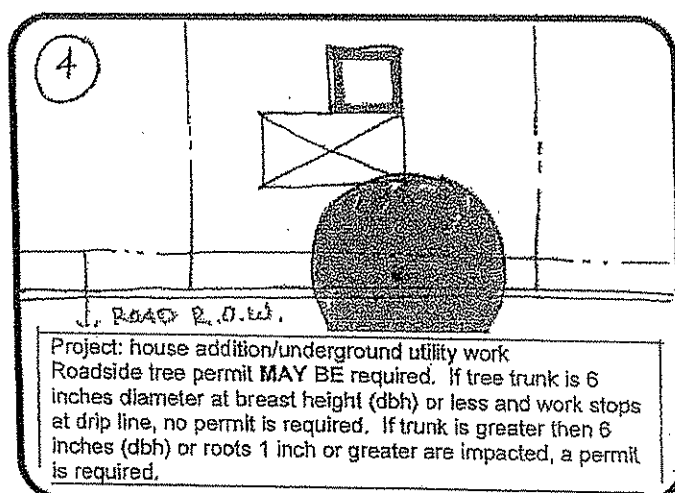 4
ROAD R.O.W.
Project: house addition/underground utility work
Roadside tree permit MAY BE required. If tree trunk is 6
inches diameter at breast height (dbh) or less and work stops
at drip line, no permit is required. If trunk is greater then 6
inches (dbh) or roots 1 inch or greater are impacted, a permit
is required.